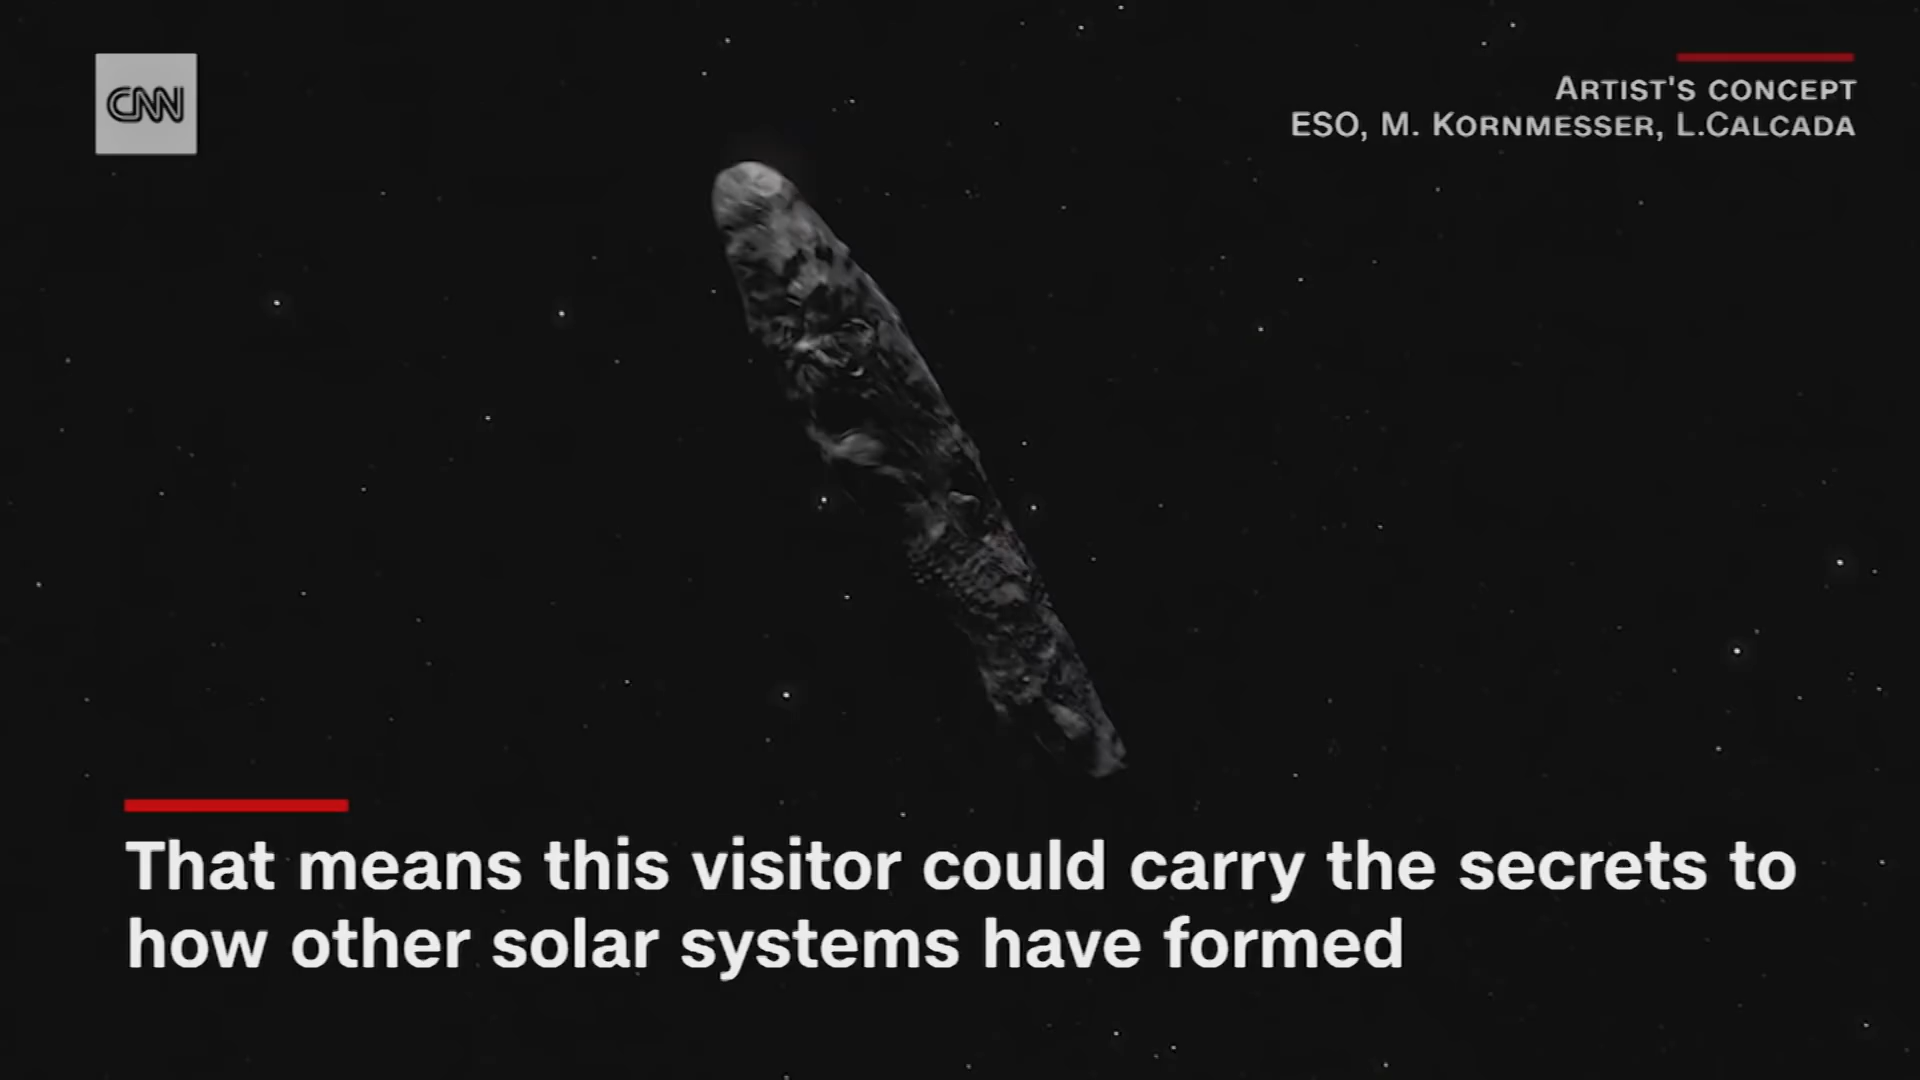 CNN
ARTIST'S CONCEPT
ESO, M. KORNMESSER, L.CALCADA
That means this visitor could carry the secrets to
how other solar systems have formed